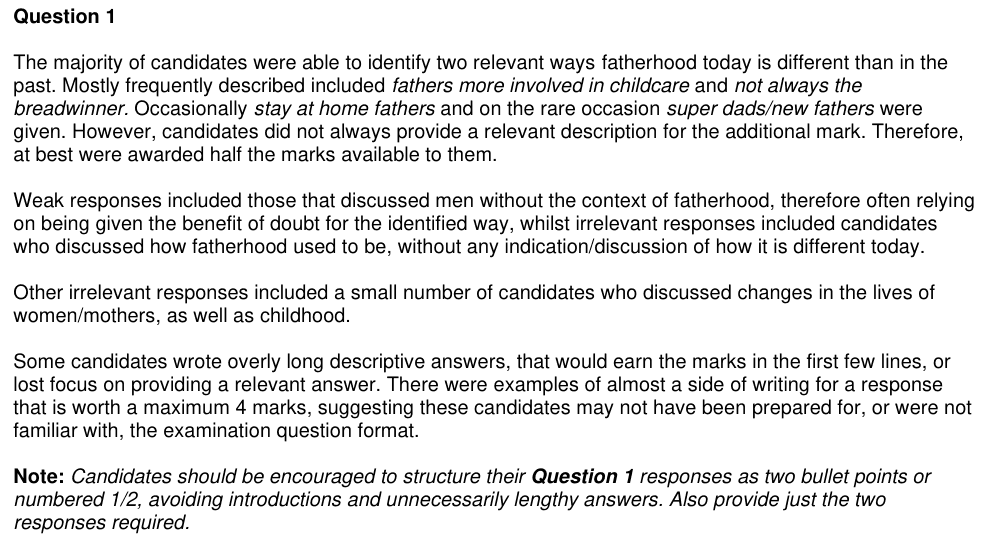 Question 1
The majority of candidates were able to identify two relevant ways fatherhood today is different than in the
past. Mostly frequently described included fathers more involved in childcare and not always the
breadwinner. Occasionally stay at home fathers and on the rare occasion super dads/new fathers were
given. However, candidates did not always provide a relevant description for the additional mark. Therefore,
at best were awarded half the marks available to them.
Weak responses included those that discussed men without the context of fatherhood, therefore often relying
on being given the benefit of doubt for the identified way, whilst irrelevant responses included candidates
who discussed how fatherhood used to be, without any indication/discussion of how it is different today.
Other irrelevant responses included a small number of candidates who discussed changes in the lives of
women/mothers, as well as childhood.
Some candidates wrote overly long descriptive answers, that would earn the marks in the first few lines, or
lost focus on providing a relevant answer. There were examples of almost a side of writing for a response
that is worth a maximum 4 marks, suggesting these candidates may not have been prepared for, or were not
familiar with, the examination question format.
Note: Candidates should be encouraged to structure their Question 1 responses as two bullet points or
numbered 1/2, avoiding introductions and unnecessarily lengthy answers. Also provide just the two
responses required.